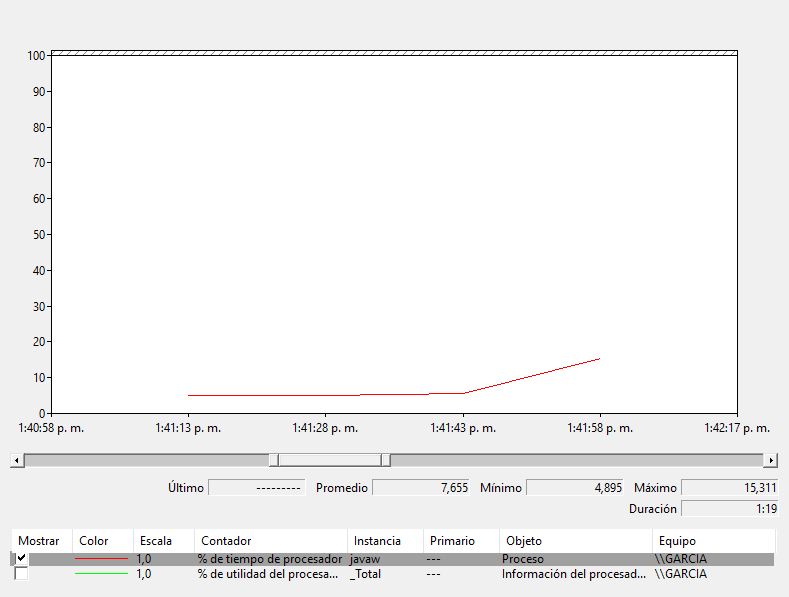 100
90
80
70
60
50
40
30
20
10
0
1:40:58 p. m. 1:41:13 p. m. 1:41:28 p. m. 1:41:43 p. m. 1:41:58 p. m. 1:42:17 p. m.
Último --------- Promedio 7,655 Mínimo 4,895 Máximo 15,311
Duración 1:19
Mostrar Color Escala Contador Instancia Primario Objeto Equipo
1,0 % de tiempo de procesador javaw --- Proceso \\GARCIA
1,0 % de utilidad del procesa... _Total --- Información del procesad... \\GARCIA